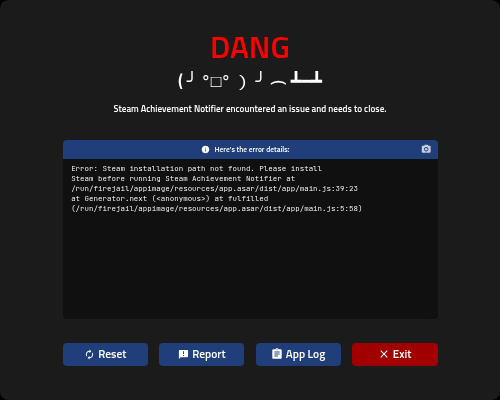 DANG
(╯°□°）╯︵┻━┻
Steam Achievement Notifier encountered an issue and needs to close.
Here's the error details:
Error: Steam installation path not found. Please install
Steam before running Steam Achievement Notifier at
/run/firejail/appimage/resources/app.asar/dist/app/main.js:39:23
at Generator.next (<anonymous>) at fulfilled
(/run/firejail/appimage/resources/app.asar/dist/app/main.js:5:58)
Reset Report App Log Exit